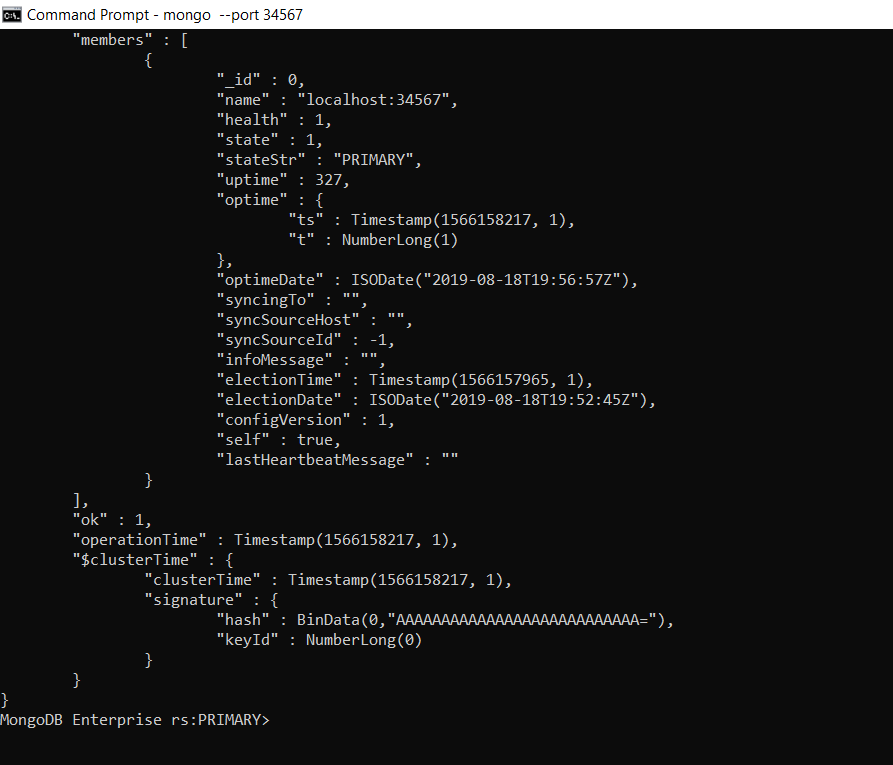 Command Prompt - mongo  --port 34567
        "members" : [
                {
                        "_id" : 0,
                        "name" : "localhost:34567",
                        "health" : 1,
                        "state" : 1,
                        "stateStr" : "PRIMARY",
                        "uptime" : 327,
                        "optime" : {
                                "ts" : Timestamp(1566158217, 1),
                                "t" : NumberLong(1)
                        },
                        "optimeDate" : ISODate("2019-08-18T19:56:57Z"),
                        "syncingTo" : "",
                        "syncSourceHost" : "",
                        "syncSourceId" : -1,
                        "infoMessage" : "",
                        "electionTime" : Timestamp(1566157965, 1),
                        "electionDate" : ISODate("2019-08-18T19:52:45Z"),
                        "configVersion" : 1,
                        "self" : true,
                        "lastHeartbeatMessage" : ""
                }
        ],
        "ok" : 1,
        "operationTime" : Timestamp(1566158217, 1),
        "$clusterTime" : {
                "clusterTime" : Timestamp(1566158217, 1),
                "signature" : {
                        "hash" : BinData(0,"AAAAAAAAAAAAAAAAAAAAAAAAAAA="),
                        "keyId" : NumberLong(0)
                }
        }
}
MongoDB Enterprise rs:PRIMARY>